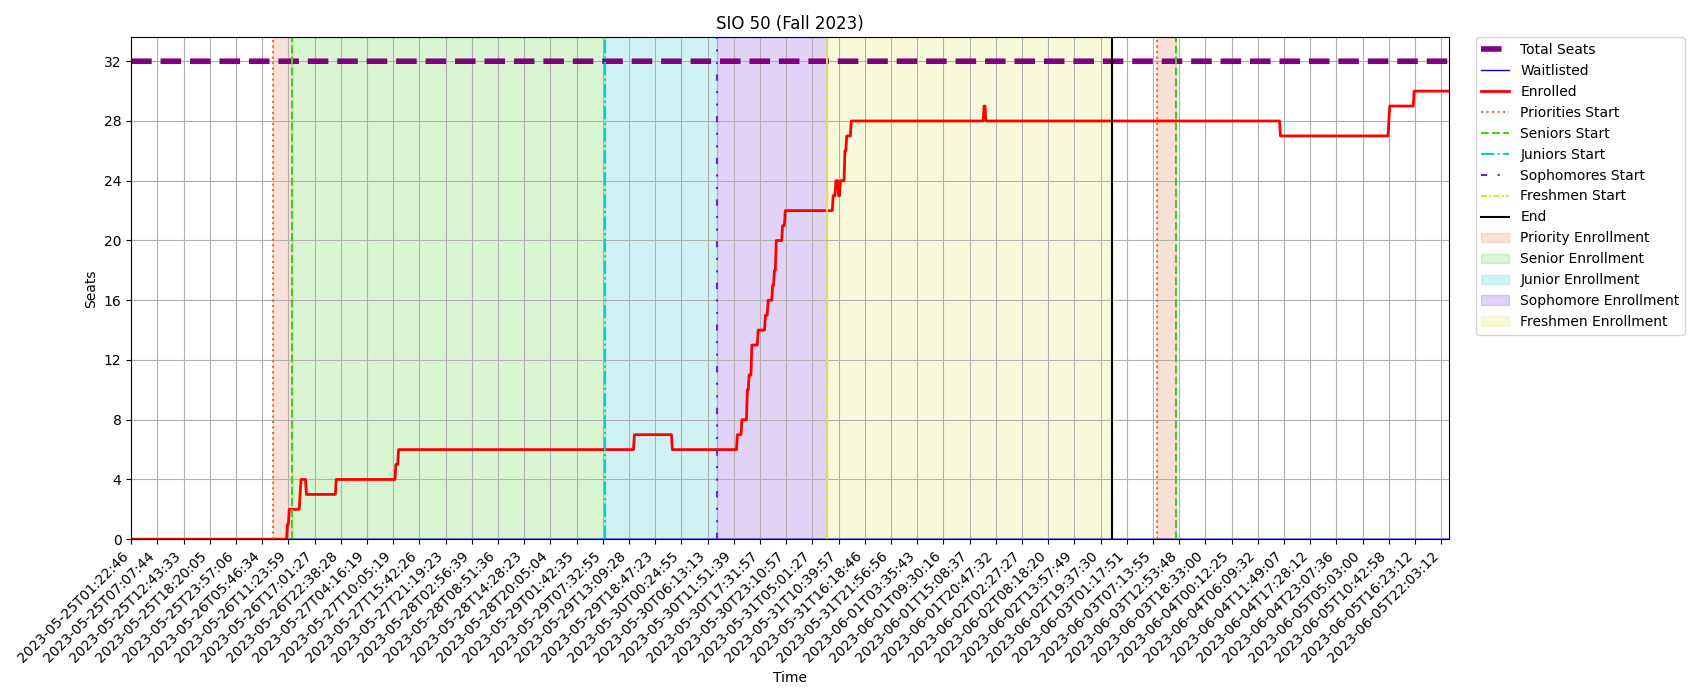 SIO 50 (Fall 2023)
Seats
32
28
24
20
16
12
8
4
0
2023-05-25T01:22:46
2023-05-25T07:07:44
2023-05-25T12:43:33
2023-05-25T18:20:05
2023-05-25T23:57:06
2023-05-26T05:46:34
2023-05-26T11:23:59
2023-05-26T17:01:27
2023-05-26T22:38:28
2023-05-27T04:16:19
2023-05-27T10:05:19
2023-05-27T15:42:26
2023-05-27T21:19:23
2023-05-28T02:56:39
2023-05-28T08:51:36
2023-05-28T14:28:23
2023-05-28T20:05:04
2023-05-29T01:42:35
2023-05-29T07:32:55
2023-05-29T13:09:28
2023-05-29T18:47:23
2023-05-30T00:24:55
2023-05-30T06:13:13
2023-05-30T11:51:39
2023-05-30T17:31:57
2023-05-30T23:10:57
2023-05-31T05:01:27
2023-05-31T10:39:57
2023-05-31T16:18:46
2023-05-31T21:56:56
2023-06-01T03:35:43
2023-06-01T09:30:16
2023-06-01T15:08:37
2023-06-01T20:47:32
2023-06-02T02:27:27
2023-06-02T08:18:20
2023-06-02T13:57:49
2023-06-02T19:37:30
2023-06-03T01:17:51
2023-06-03T07:13:55
2023-06-03T12:53:48
2023-06-03T18:33:00
2023-06-04T00:12:25
2023-06-04T06:09:32
2023-06-04T11:49:07
2023-06-04T17:28:12
2023-06-04T23:07:36
2023-06-05T05:03:00
2023-06-05T10:42:58
2023-06-05T16:23:12
2023-06-05T22:03:12
Time
Total Seats
Waitlisted
Enrolled
Priorities Start
Seniors Start
Juniors Start
Sophomores Start
Freshmen Start
End
Priority Enrollment
Senior Enrollment
Junior Enrollment
Sophomore Enrollment
Freshmen Enrollment